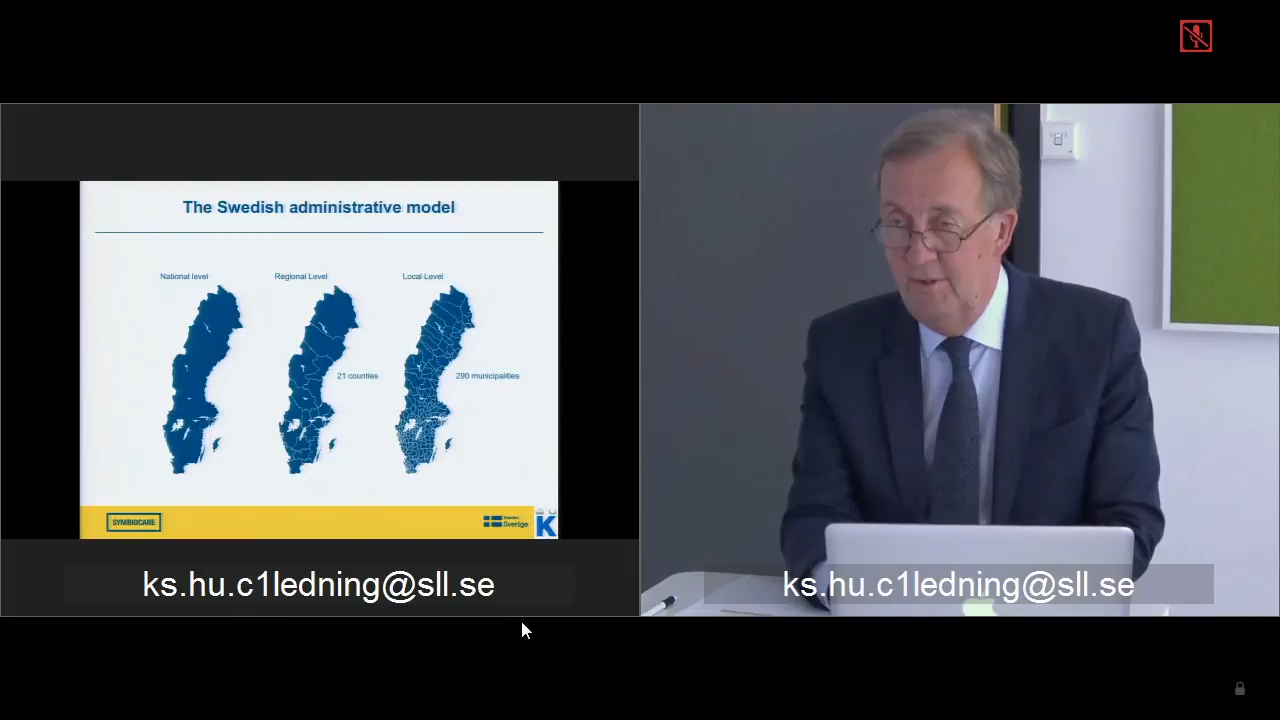 The Swedish administrative model
National level
Regional Level
Local Level
21 counties
290 municipalities
SYMBIOCARE
Sweden
Sverige
K
ks.hu.c1ledning@sll.se
ks.hu.c1ledning@sll.se